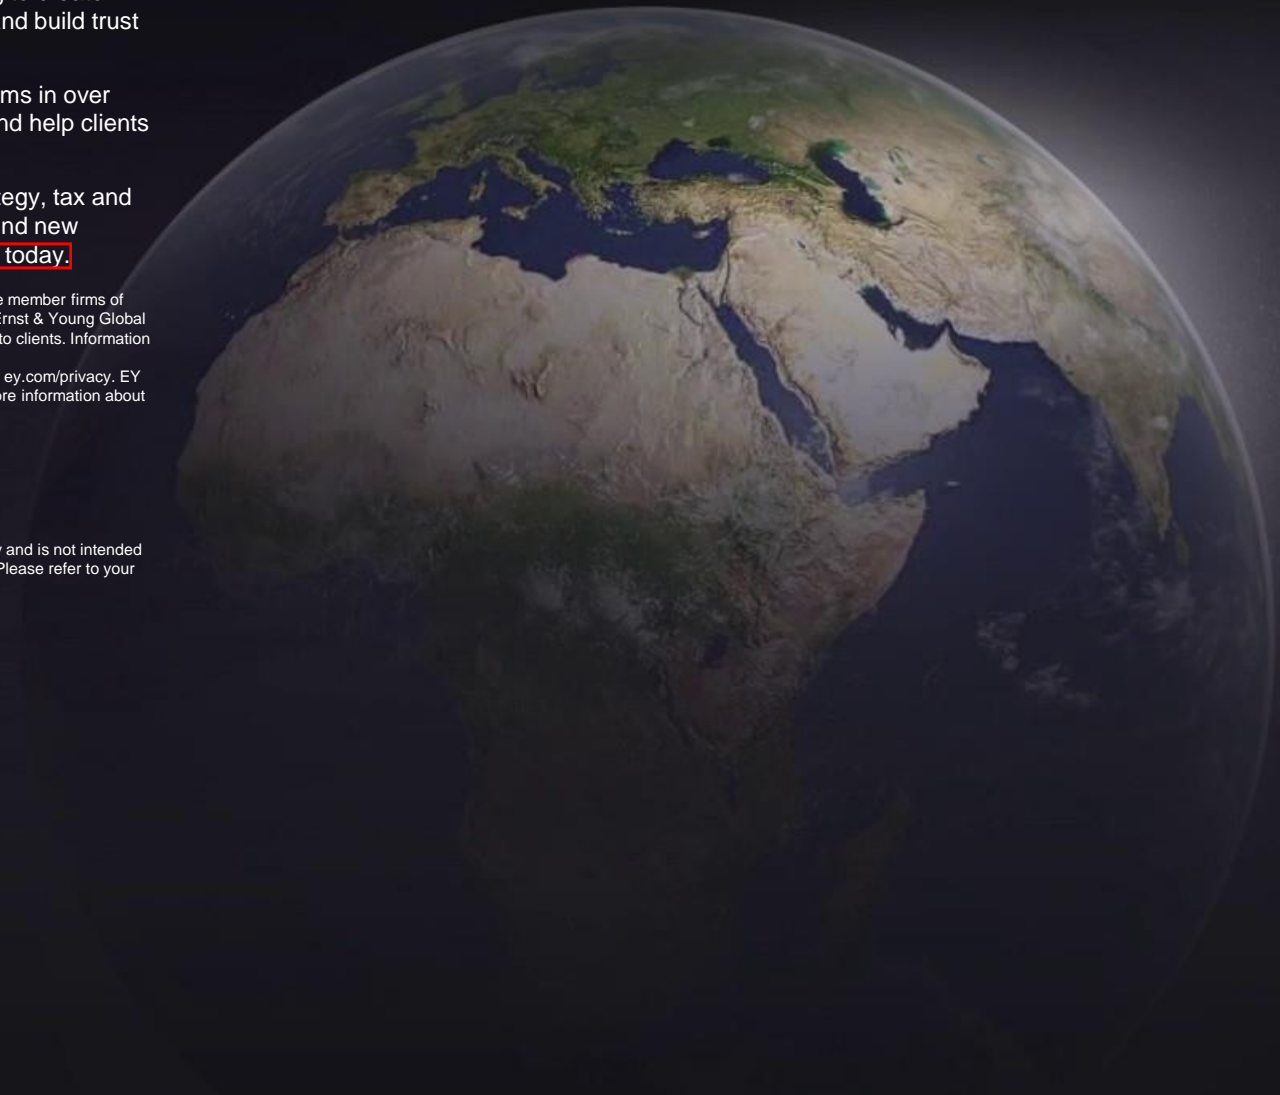 nd build trust
ms in over
nd help clients
egy, tax and
nd new
today.
e member firms of
Ernst & Young Global
to clients. Information
ey.com/privacy. EY
ore information about
y and is not intended
Please refer to your